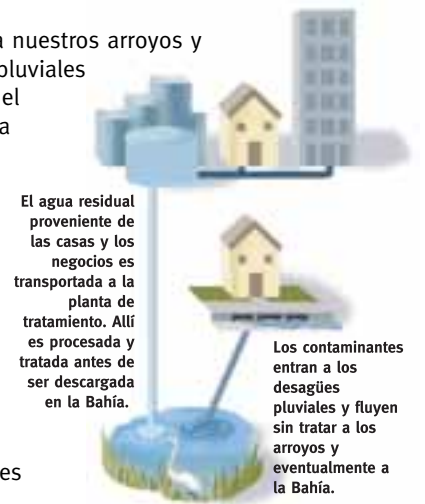 a nuestros arroyos y
pluviales
el
a
El agua residual
proveniente de
las casas y los
negocios es
transportada a la
planta de
tratamiento. Allí
es procesada y
tratada antes de
ser descargada
en la Bahía.
Los contaminantes
entran a los
desagües
pluviales y fluyen
sin tratar a los
arroyos y
eventualmente a
la Bahía.
es